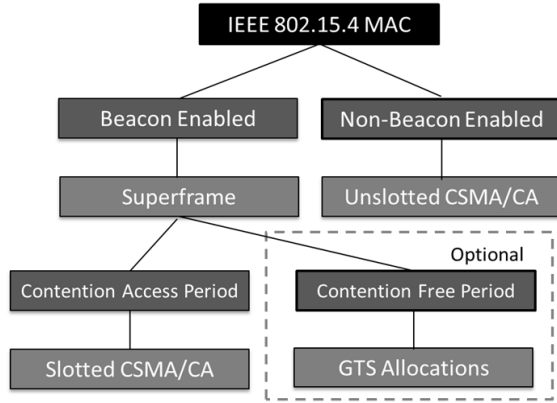 IEEE 802.15.4 MAC
Beacon Enabled
Non-Beacon Enabled
Superframe
Unslotted CSMA/CA
Optional
Contention Access Period
Contention Free Period
Slotted CSMA/CA
GTS Allocations